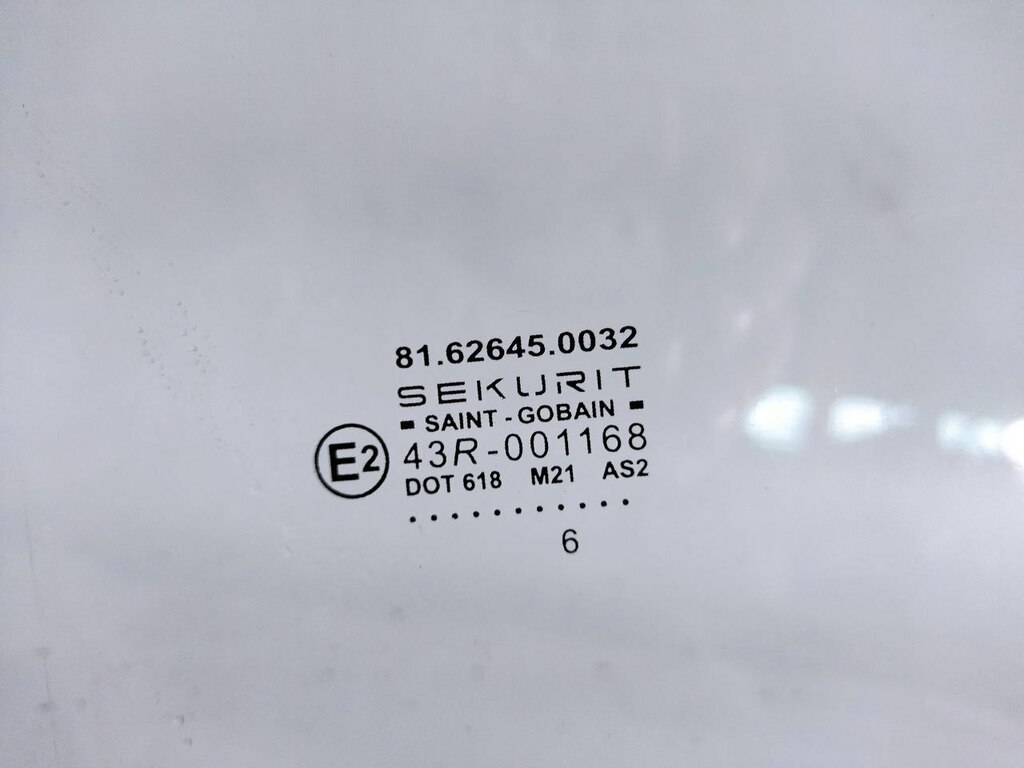 81.62645.0032
SEKURIT
- SAINT - GOBAIN -
E2 43R-001168
DOT 618 M21 AS2
. . . . . . . . . . .
6